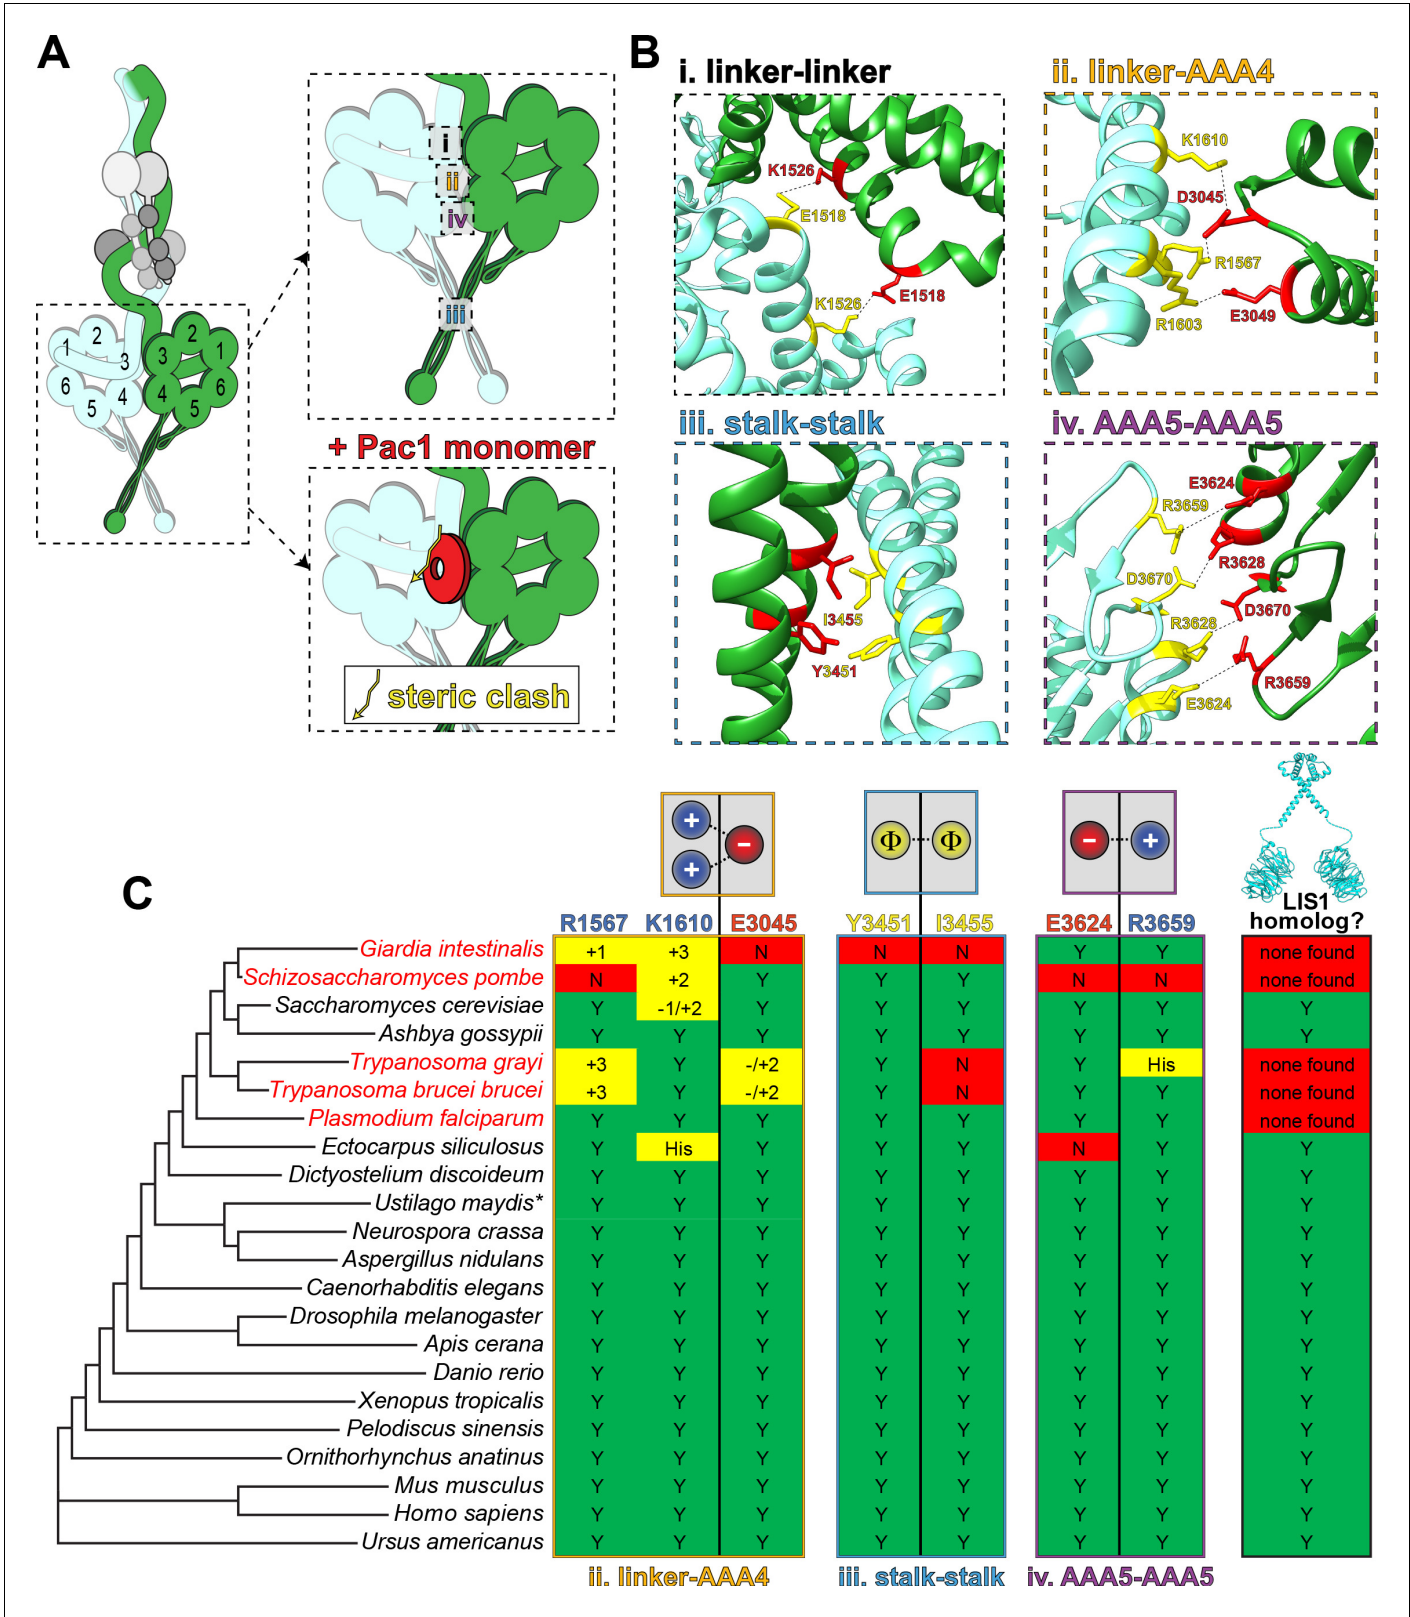 A
1 2 3 3 2 1
6 5 4 4 5 6
i
ii
iv
iii
+ Pac1 monomer
steric clash
B
i. linker-linker
K1526
E1518
K1526
E1518
ii. linker-AAA4
K1610
D3045
R1567
R1603
E3049
iii. stalk-stalk
I3455
Y3451
iv. AAA5-AAA5
E3624
R3659
R3628
D3670
D3670
R3628
R3659
E3624
C
+ + −
Φ Φ
− +
LIS1
homolog?
R1567 K1610 E3045 Y3451 I3455 E3624 R3659
Giardia intestinalis +1 +3 N N N Y Y none found
Schizosaccharomyces pombe N +2 Y Y Y N N none found
Saccharomyces cerevisiae Y -1/+2 Y Y Y Y Y Y
Ashbya gossypii Y Y Y Y Y Y Y Y
Trypanosoma grayi +3 Y -/+2 Y N Y His none found
Trypanosoma brucei brucei +3 Y -/+2 Y N Y Y none found
Plasmodium falciparum Y Y Y Y Y Y Y none found
Ectocarpus siliculosus Y His Y Y Y N Y Y
Dictyostelium discoideum Y Y Y Y Y Y Y Y
Ustilago maydis* Y Y Y Y Y Y Y Y
Neurospora crassa Y Y Y Y Y Y Y Y
Aspergillus nidulans Y Y Y Y Y Y Y Y
Caenorhabditis elegans Y Y Y Y Y Y Y Y
Drosophila melanogaster Y Y Y Y Y Y Y Y
Apis cerana Y Y Y Y Y Y Y Y
Danio rerio Y Y Y Y Y Y Y Y
Xenopus tropicalis Y Y Y Y Y Y Y Y
Pelodiscus sinensis Y Y Y Y Y Y Y Y
Ornithorhynchus anatinus Y Y Y Y Y Y Y Y
Mus musculus Y Y Y Y Y Y Y Y
Homo sapiens Y Y Y Y Y Y Y Y
Ursus americanus Y Y Y Y Y Y Y Y
ii. linker-AAA4 iii. stalk-stalk iv. AAA5-AAA5